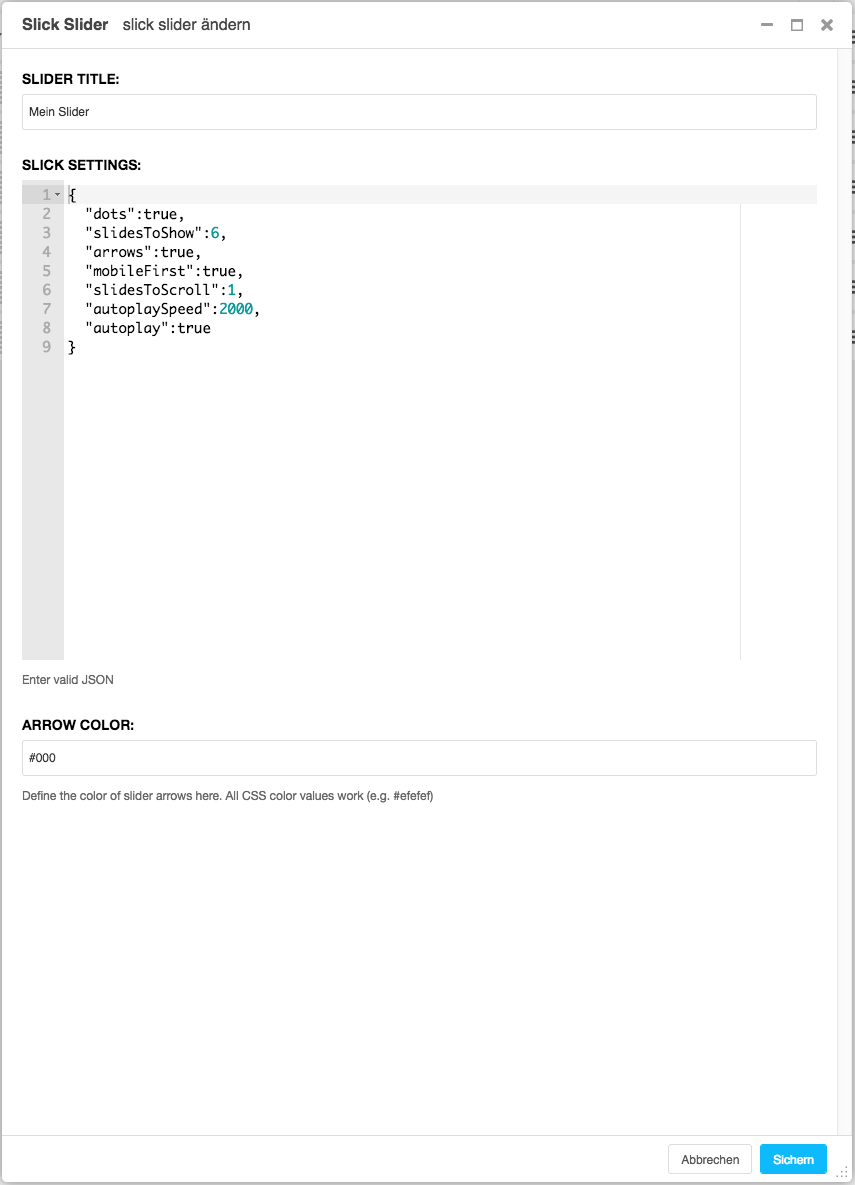 Slick Slider slick slider ändern
SLIDER TITLE:
Mein Slider
SLICK SETTINGS:
1 {
2 "dots":true,
3 "slidesToShow":6,
4 "arrows":true,
5 "mobileFirst":true,
6 "slidesToScroll":1,
7 "autoplaySpeed":2000,
8 "autoplay":true
9 }
Enter valid JSON
ARROW COLOR:
#000
Define the color of slider arrows here. All CSS color values work (e.g. #efefef)
Abbrechen Sichern